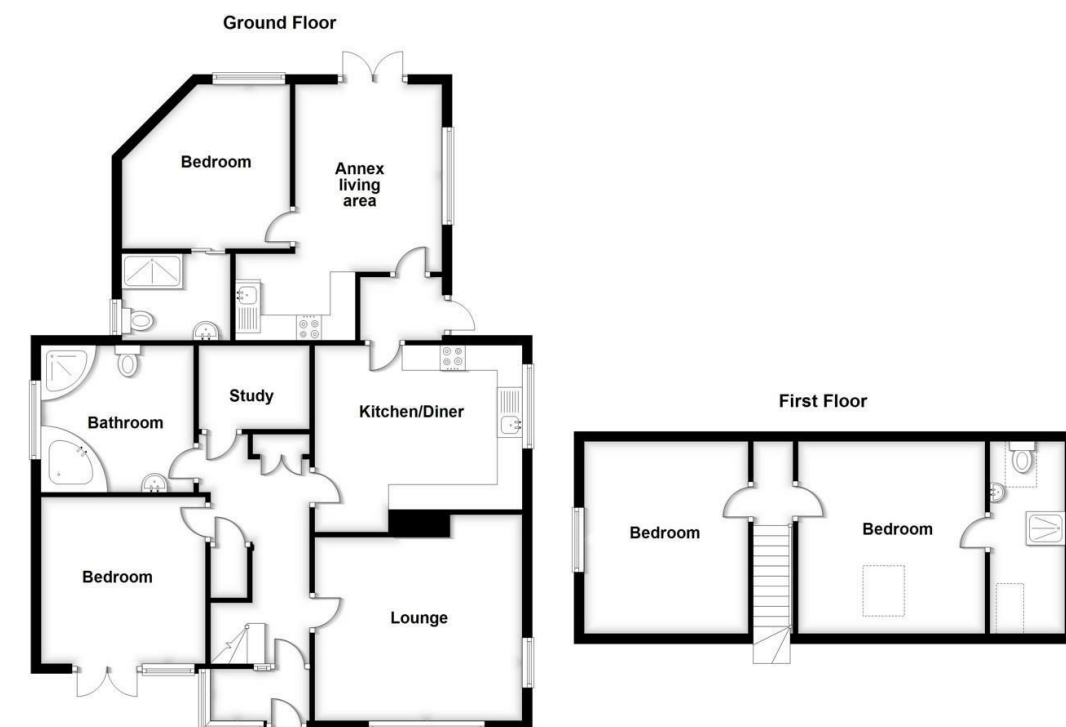 Ground Floor
Bedroom
Annex
living
area
Study
Bathroom
Kitchen/Diner
Bedroom
Lounge
First Floor
Bedroom
Bedroom